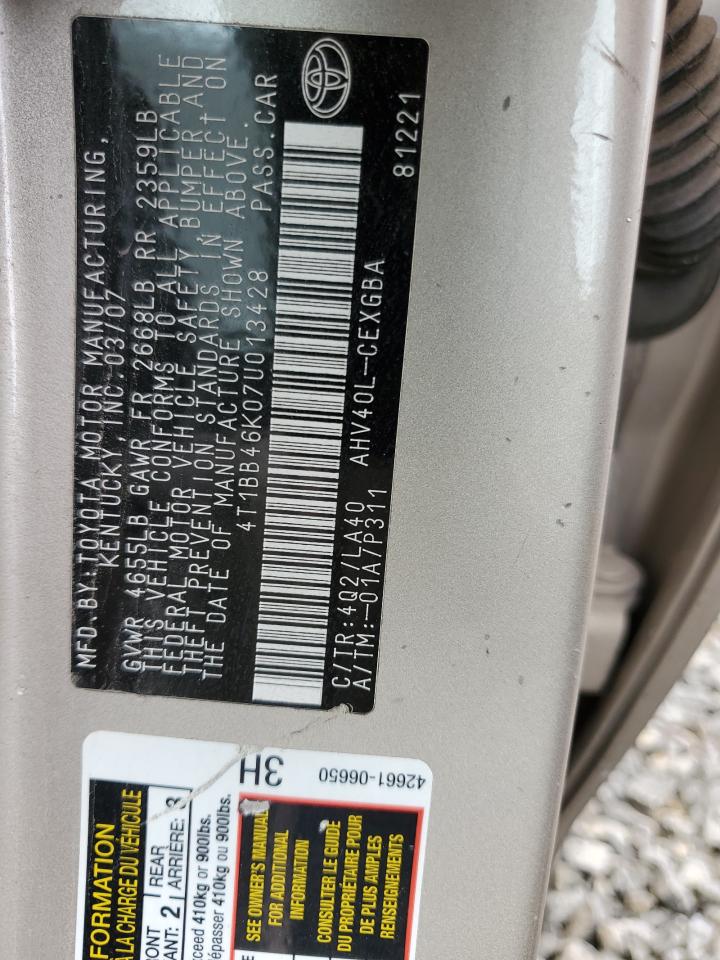 MFD.BY:TOYOTA MOTOR MANUFACTURING,
KENTUCKY, INC.03/07
GVWR 4655LB GAWR FR 2668LB RR 2359LB
THIS VEHICLE CONFORMS TO ALL APPLICABLE
FEDERAL MOTOR VEHICLE SAFETY BUMPER AND
THEFT PREVENTION STANDARDS IN EFFECT ON
THE DATE OF MANUFACTURE SHOWN ABOVE.
4T1BB46K07U013428 PASS.CAR
C/TR:4Q2/LA40 AHV40L-CEXGBA 81221
A/TM:-01A/P311
3H
42661-06650
FORMATION
À LA CHARGE DU VÉHICULE
RONT
ANT: 2
REAR
ARRIÈRE: 3
xceed 410kg or 900lbs.
épasser 410kg ou 900lbs.
SEE OWNER'S MANUAL
FOR ADDITIONAL
INFORMATION
CONSULTER LE GUIDE
DU PROPRIÉTAIRE POUR
DE PLUS AMPLES
RENSEIGNEMENTS